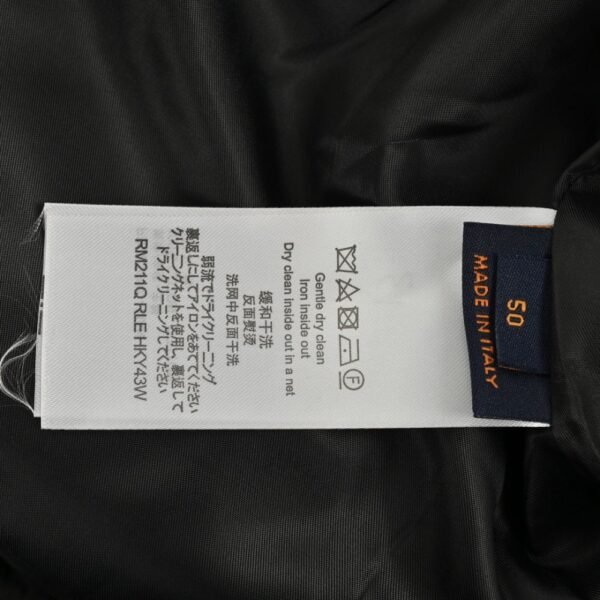 50
MADE IN ITALY
Gentle dry clean
Iron inside out
Dry clean inside out in a net
缓和干洗
反面熨烫
洗网中反面干洗
弱流でドライクリーニング
裏返しにしてアイロンをあててください
クリーニングネットを使用し、裏返して
ドライクリーニングしてください
RM211Q RLE HKY43W